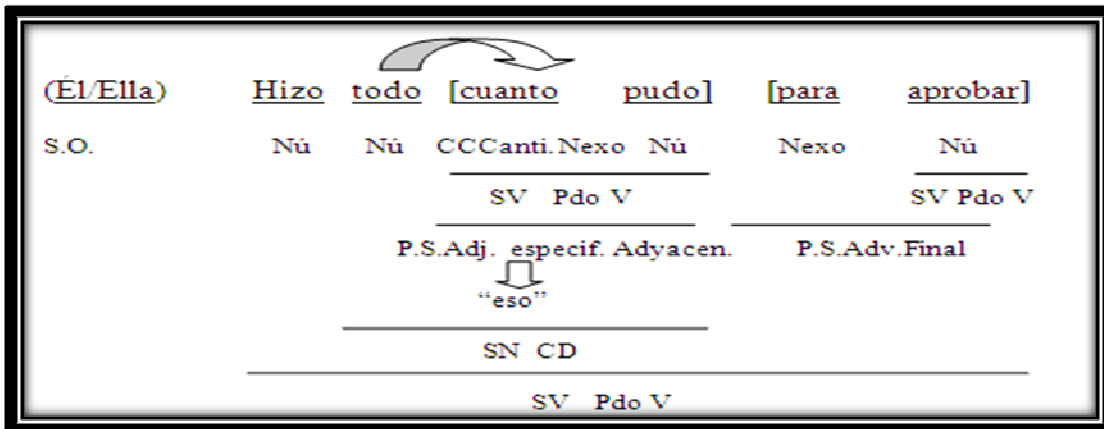 (Él/Ella) Hizo todo [cuanto pudo] [para aprobar]
S.O. Nú Nú CCCanti. Nexo Nú Nexo Nú
SV Pdo V SV Pdo V
P.S.Adj. especif. Adyacen. P.S.Adv.Final
“eso”
SN CD
SV Pdo V